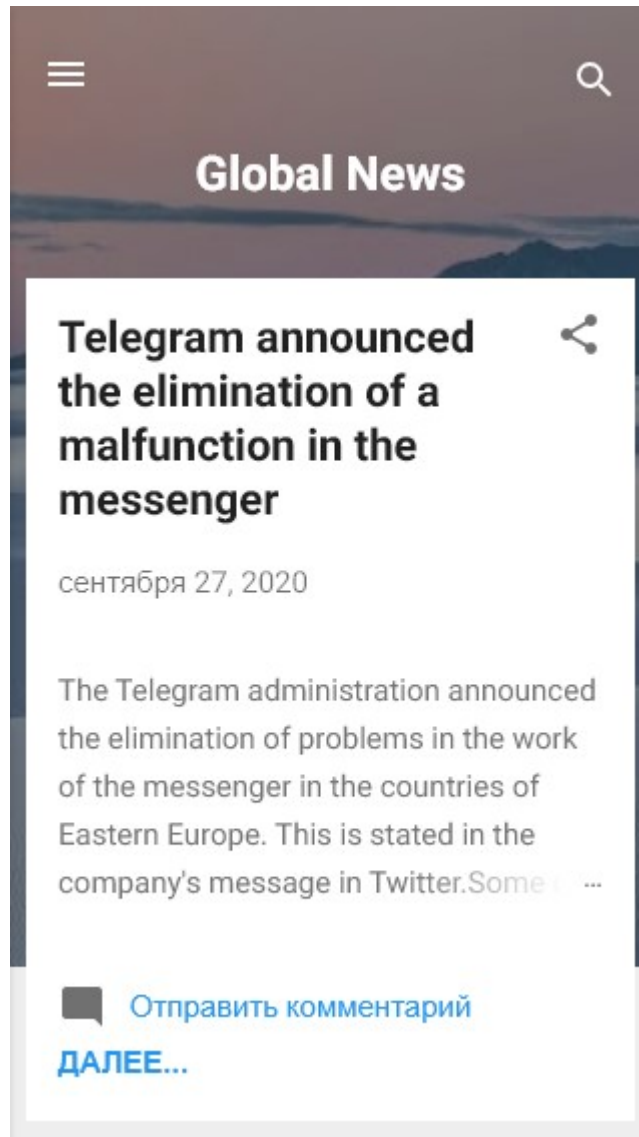 Global News
Telegram announced
the elimination of a
malfunction in the
messenger
сентября 27, 2020
The Telegram administration announced
the elimination of problems in the work
of the messenger in the countries of
Eastern Europe. This is stated in the
company's message in Twitter.Some ...
Отправить комментарий
ДАЛЕЕ...